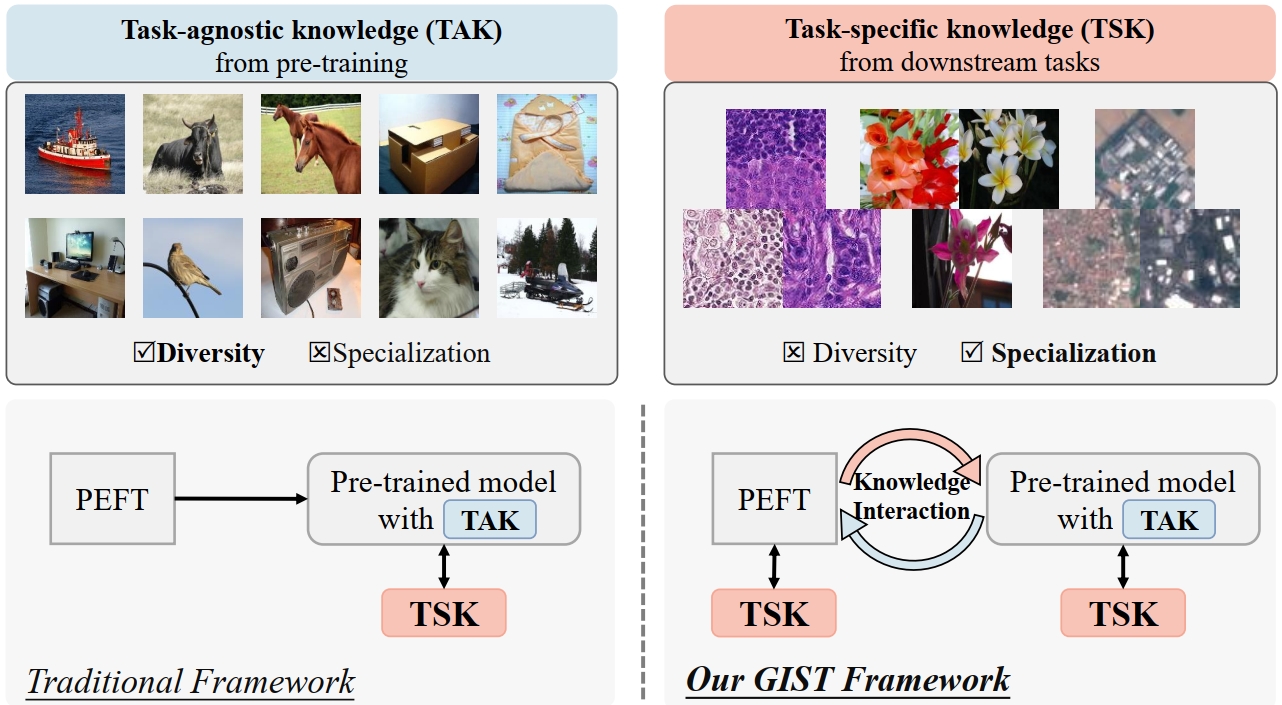 Task-agnostic knowledge (TAK)
from pre-training
☑Diversity ☒Specialization
Task-specific knowledge (TSK)
from downstream tasks
☒ Diversity ☑ Specialization
PEFT
Pre-trained model
with TAK
TSK
Traditional Framework
PEFT
Knowledge
Interaction
Pre-trained model
with TAK
TSK
TSK
Our GIST Framework